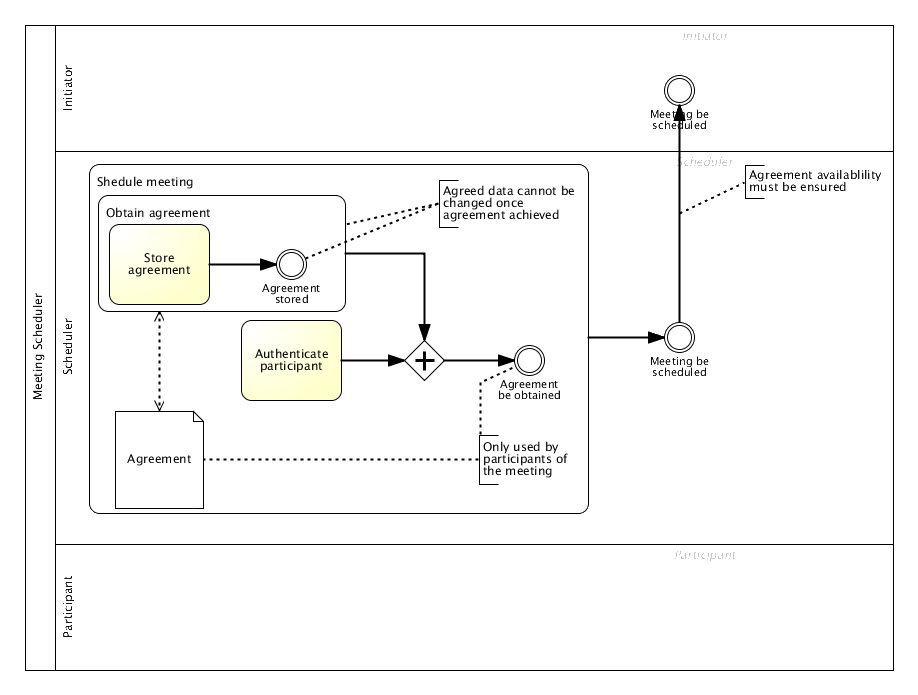 Meeting Scheduler
Initiator
Initiator
Meeting be
scheduled
Scheduler
Scheduler
Shedule meeting
Obtain agreement
Store
agreement
Agreement
stored
Agreed data cannot be
changed once
agreement achieved
Agreement availablility
must be ensured
Authenticate
participant
Agreement
be obtained
Meeting be
scheduled
Agreement
Only used by
participants of
the meeting
Participant
Participant